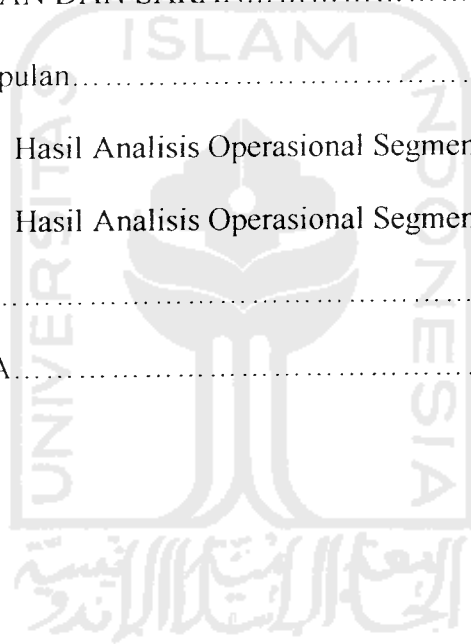 AN DAN SARAN..............................
ISLAM
pulan..............................
Hasil Analisis Operasional Segmen
Hasil Analisis Operasional Segmen
..............................
A..............................
UNIVERSITAS
INDONESIA